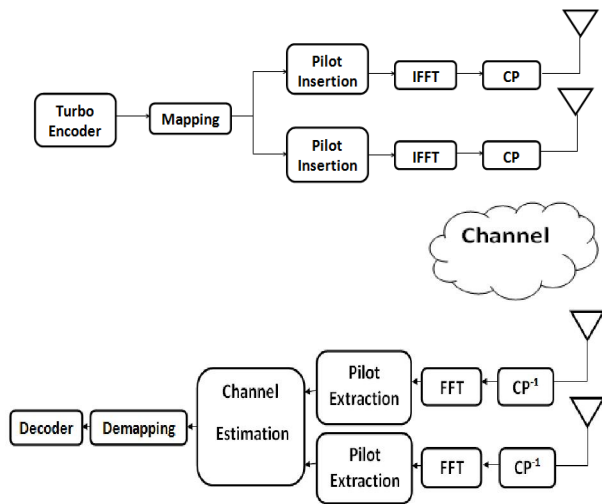 Pilot
Insertion
IFFT
CP
Turbo
Encoder
Mapping
Pilot
Insertion
IFFT
CP
Channel
Pilot
Extraction
FFT
CP⁻¹
Channel
Estimation
Decoder
Demapping
Pilot
Extraction
FFT
CP⁻¹